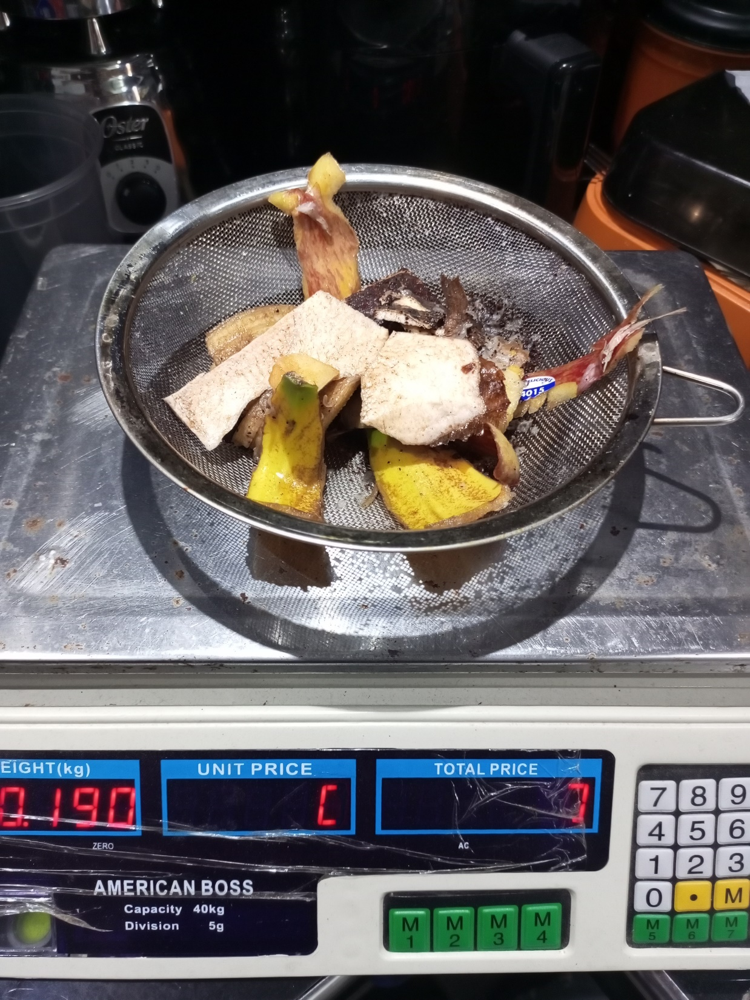 Oster
CLASSIC
4015
EIGHT(kg)
UNIT PRICE
TOTAL PRICE
0.190
ZERO
AC
AMERICAN BOSS
Capacity 40kg
Division 5g
7 8 9
4 5 6
1 2 3
0 • M
M 5
M 6
M 7
M 1
M 2
M 3
M 4